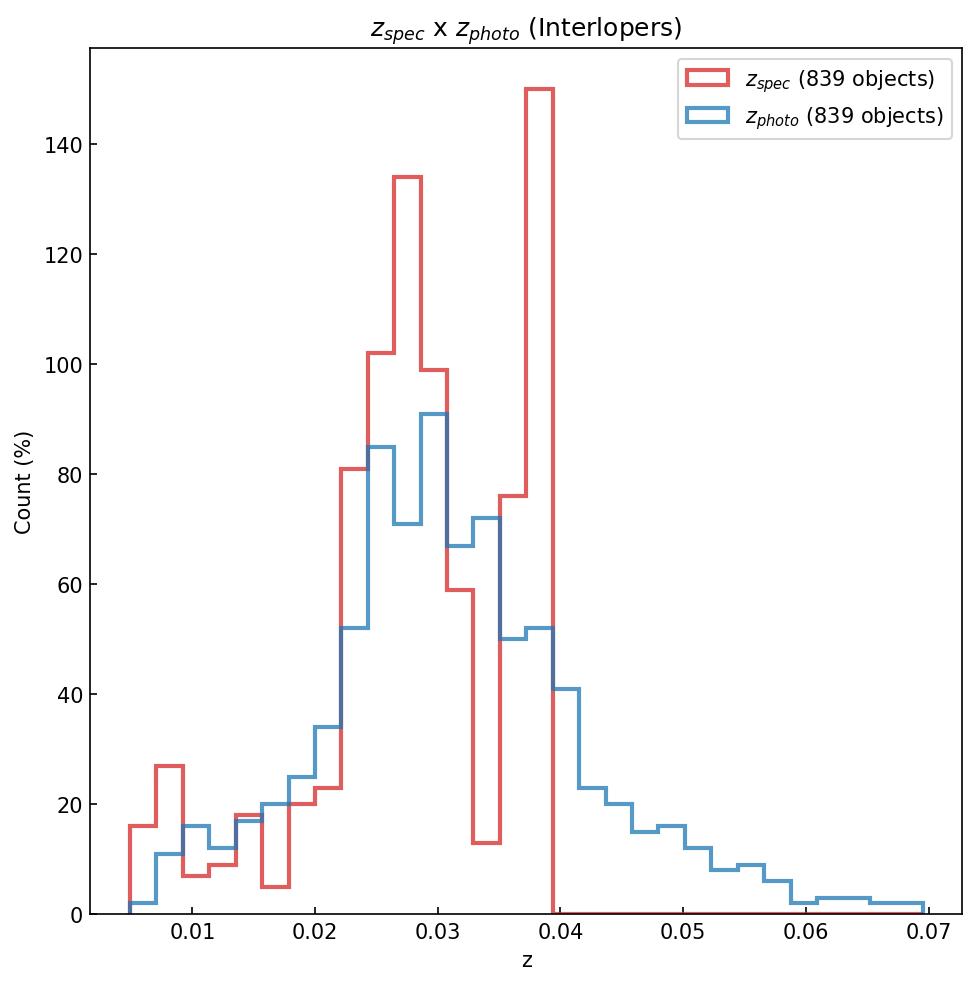 z_spec x z_photo (Interlopers)
z_spec (839 objects)
z_photo (839 objects)
Count (%)
140
120
100
80
60
40
20
0
0.01 0.02 0.03 0.04 0.05 0.06 0.07
z